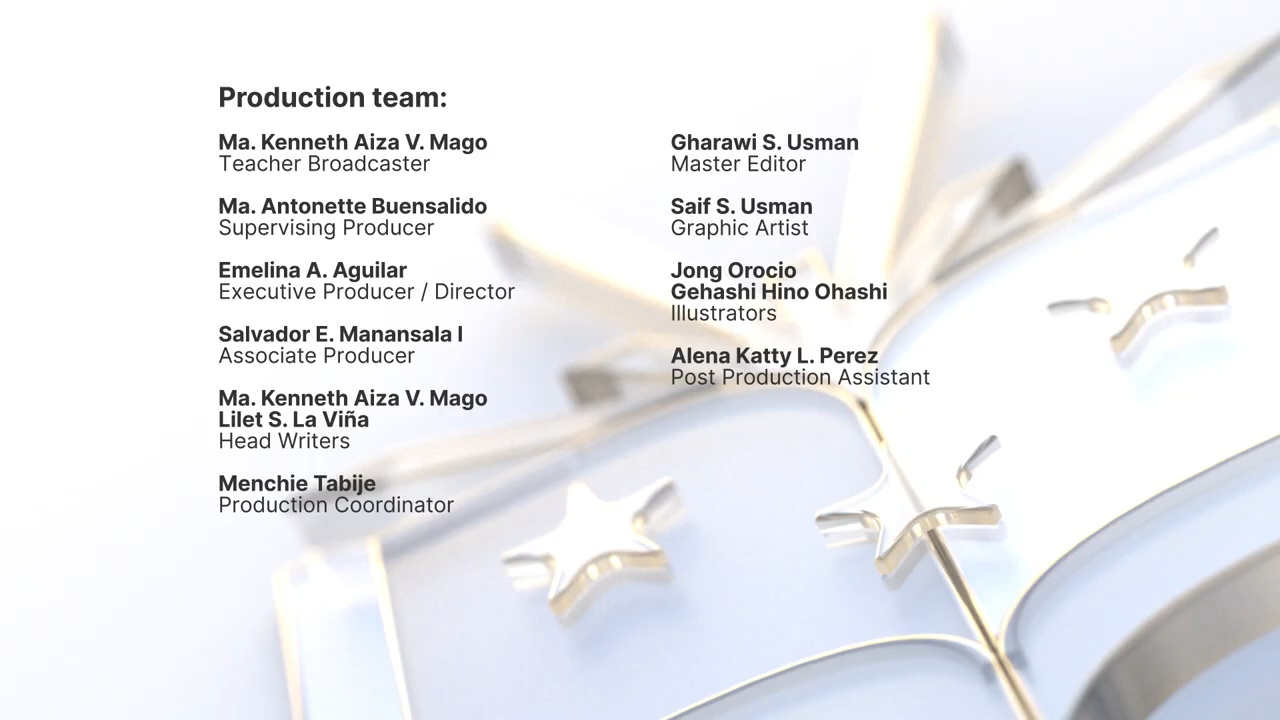 Production team:
Ma. Kenneth Aiza V. Mago
Teacher Broadcaster
Ma. Antonette Buensalido
Supervising Producer
Emelina A. Aguilar
Executive Producer / Director
Salvador E. Manansala I
Associate Producer
Ma. Kenneth Aiza V. Mago
Lilet S. La Viña
Head Writers
Menchie Tabije
Production Coordinator
Gharawi S. Usman
Master Editor
Saif S. Usman
Graphic Artist
Jong Orocio
Gehashi Hino Ohashi
Illustrators
Alena Katty L. Perez
Post Production Assistant